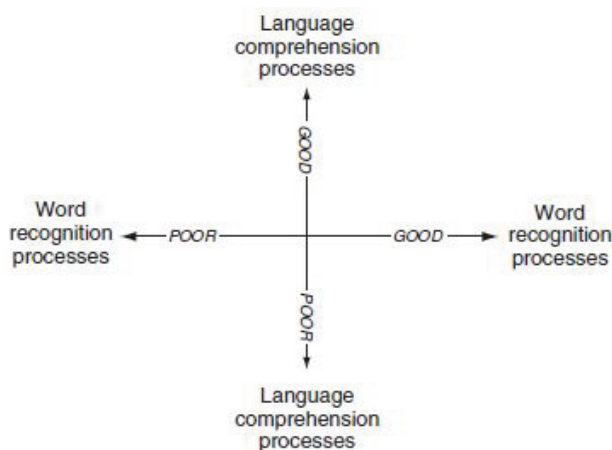 Language
comprehension
processes
GOOD
Word
recognition
processes
POOR
GOOD
Word
recognition
processes
POOR
Language
comprehension
processes